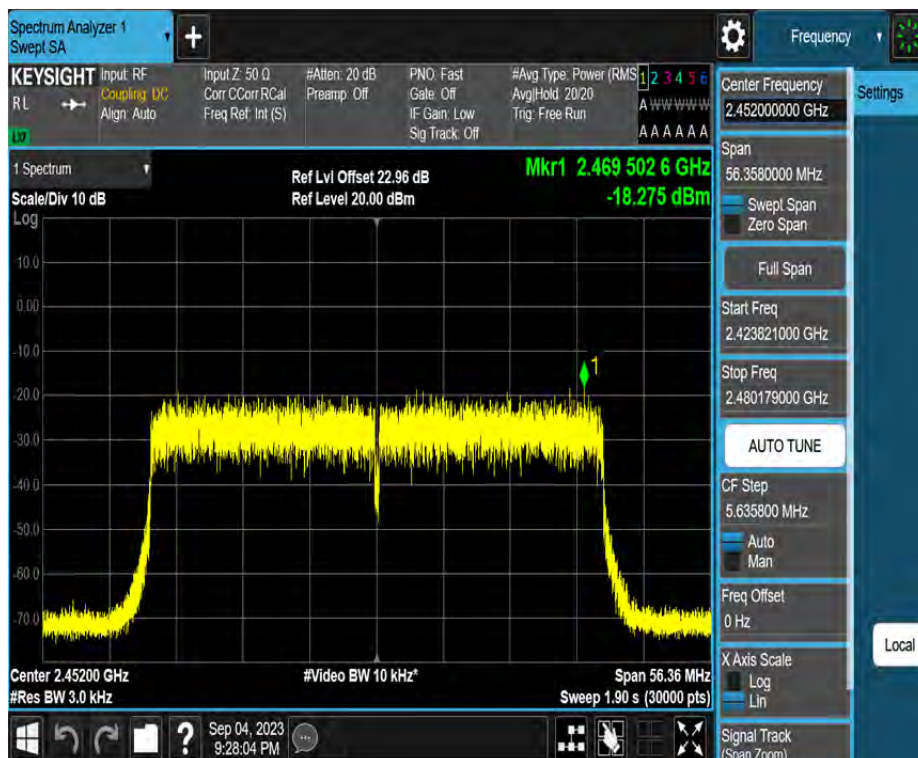 Spectrum Analyzer 1
Swept SA
+
Frequency
KEYSIGHT
RL
LXI
Input: RF
Coupling: DC
Align: Auto
Input Z: 50 Ω
Corr CCorr RCal
Freq Ref: Int (S)
#Atten: 20 dB
Preamp: Off
PNO: Fast
Gate: Off
IF Gain: Low
Sig Track: Off
#Avg Type: Power (RMS
Avg|Hold: 20/20
Trig: Free Run
1 2 3 4 5 6
A W W W W W
A A A A A A
1 Spectrum
Scale/Div 10 dB
Log
Ref Lvl Offset 22.96 dB
Ref Level 20.00 dBm
Mkr1 2.469 502 6 GHz
-18.275 dBm
10.0
0.00
-10.0
-20.0
-30.0
-40.0
-50.0
-60.0
-70.0
1
Center 2.45200 GHz
#Res BW 3.0 kHz
#Video BW 10 kHz*
Span 56.36 MHz
Sweep 1.90 s (30000 pts)
?
Sep 04, 2023
9:28:04 PM
Center Frequency
2.452000000 GHz
Span
56.3580000 MHz
Swept Span
Zero Span
Full Span
Start Freq
2.423821000 GHz
Stop Freq
2.480179000 GHz
AUTO TUNE
CF Step
5.635800 MHz
Auto
Man
Freq Offset
0 Hz
X Axis Scale
Log
Lin
Signal Track
(Span Zoom)
Settings
Local